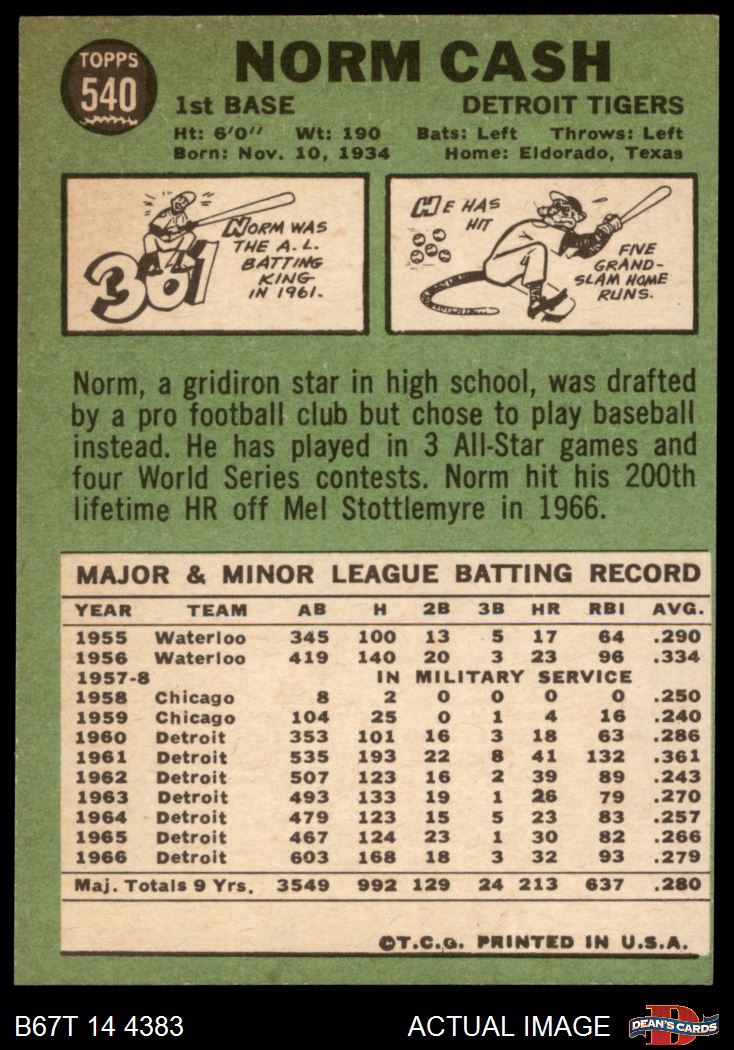 TOPPS
540
NORM CASH
1st BASE DETROIT TIGERS
Ht: 6'0" Wt: 190 Bats: Left Throws: Left
Born: Nov. 10, 1934 Home: Eldorado, Texas
361
NORM WAS
THE A. L.
BATTING
KING
IN 1961.
HE HAS
HIT
FIVE
GRAND-
SLAM HOME
RUNS.
Norm, a gridiron star in high school, was drafted
by a pro football club but chose to play baseball
instead. He has played in 3 All-Star games and
four World Series contests. Norm hit his 200th
lifetime HR off Mel Stottlemyre in 1966.
MAJOR & MINOR LEAGUE BATTING RECORD
YEAR TEAM AB H 2B 3B HR RBI AVG.
1955 Waterloo 345 100 13 5 17 64 .290
1956 Waterloo 419 140 20 3 23 96 .334
1957-8 IN MILITARY SERVICE
1958 Chicago 8 2 0 0 0 0 .250
1959 Chicago 104 25 0 1 4 16 .240
1960 Detroit 353 101 16 3 18 63 .286
1961 Detroit 535 193 22 8 41 132 .361
1962 Detroit 507 123 16 2 39 89 .243
1963 Detroit 493 133 19 1 26 79 .270
1964 Detroit 479 123 15 5 23 83 .257
1965 Detroit 467 124 23 1 30 82 .266
1966 Detroit 603 168 18 3 32 93 .279
Maj. Totals 9 Yrs. 3549 992 129 24 213 637 .280
©T.C.G. PRINTED IN U.S.A.
B67T 14 4383 ACTUAL IMAGE DEAN'S CARDS